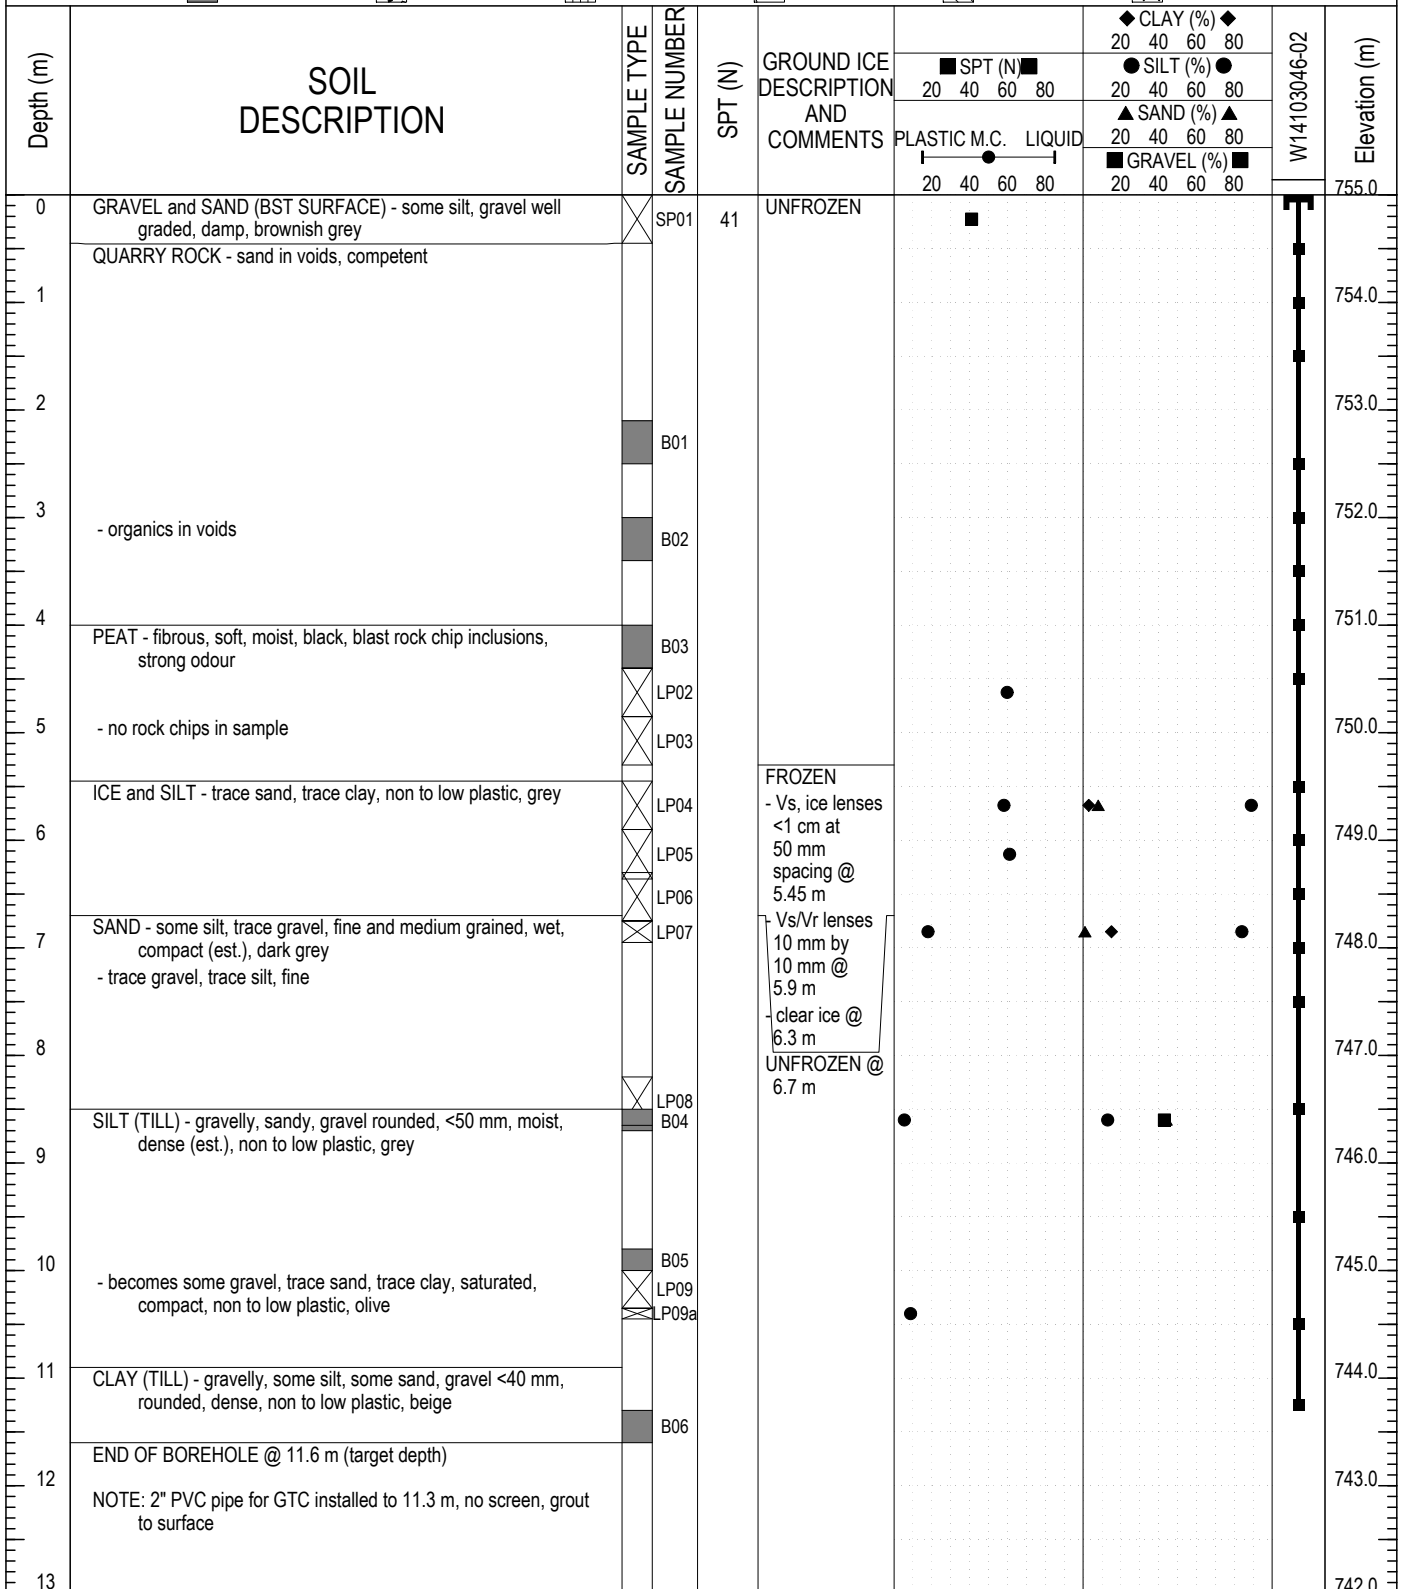 Depth (m)
SOIL
DESCRIPTION
SAMPLE TYPE
SAMPLE NUMBER
SPT (N)
GROUND ICE
DESCRIPTION
AND
COMMENTS
■ SPT (N) ■
20 40 60 80
PLASTIC M.C. LIQUID
20 40 60 80
◆ CLAY (%) ◆
20 40 60 80
● SILT (%) ●
20 40 60 80
▲ SAND (%) ▲
20 40 60 80
■ GRAVEL (%) ■
20 40 60 80
W14103046-02
Elevation (m)
755.0
0
GRAVEL and SAND (BST SURFACE) - some silt, gravel well
graded, damp, brownish grey
SP01
41
UNFROZEN
QUARRY ROCK - sand in voids, competent
1
754.0
2
753.0
B01
3
752.0
- organics in voids
B02
4
751.0
PEAT - fibrous, soft, moist, black, blast rock chip inclusions,
strong odour
B03
LP02
5
750.0
- no rock chips in sample
LP03
FROZEN
ICE and SILT - trace sand, trace clay, non to low plastic, grey
LP04
- Vs, ice lenses
<1 cm at
50 mm
spacing @
5.45 m
6
749.0
LP05
LP06
SAND - some silt, trace gravel, fine and medium grained, wet,
compact (est.), dark grey
- trace gravel, trace silt, fine
LP07
- Vs/Vr lenses
10 mm by
10 mm @
5.9 m
- clear ice @
6.3 m
7
748.0
8
747.0
UNFROZEN @
6.7 m
LP08
SILT (TILL) - gravelly, sandy, gravel rounded, <50 mm, moist,
dense (est.), non to low plastic, grey
B04
9
746.0
10
745.0
B05
- becomes some gravel, trace sand, trace clay, saturated,
compact, non to low plastic, olive
LP09
LP09a
11
744.0
CLAY (TILL) - gravelly, some silt, some sand, gravel <40 mm,
rounded, dense, non to low plastic, beige
B06
END OF BOREHOLE @ 11.6 m (target depth)
12
743.0
NOTE: 2" PVC pipe for GTC installed to 11.3 m, no screen, grout
to surface
13
742.0